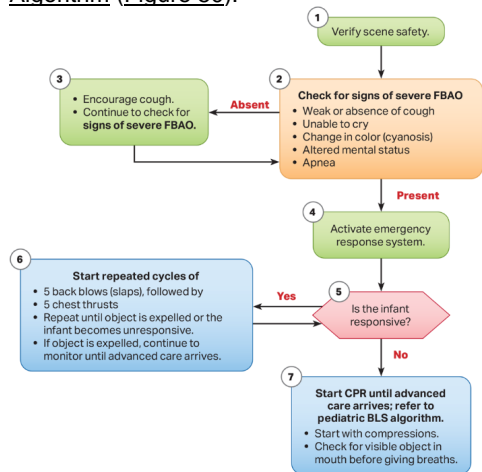 Algorithm (Figure
1
Verify scene safety.
2
Check for signs of severe FBAO
• Weak or absence of cough
• Unable to cry
• Change in color (cyanosis)
• Altered mental status
• Apnea
Absent
3
• Encourage cough.
• Continue to check for
signs of severe FBAO.
Present
4
Activate emergency
response system.
5
Is the infant
responsive?
Yes
6
Start repeated cycles of
• 5 back blows (slaps), followed by
• 5 chest thrusts
• Repeat until object is expelled or the
infant becomes unresponsive.
• If object is expelled, continue to
monitor until advanced care arrives.
No
7
Start CPR until advanced
care arrives; refer to
pediatric BLS algorithm.
• Start with compressions.
• Check for visible object in
mouth before giving breaths.